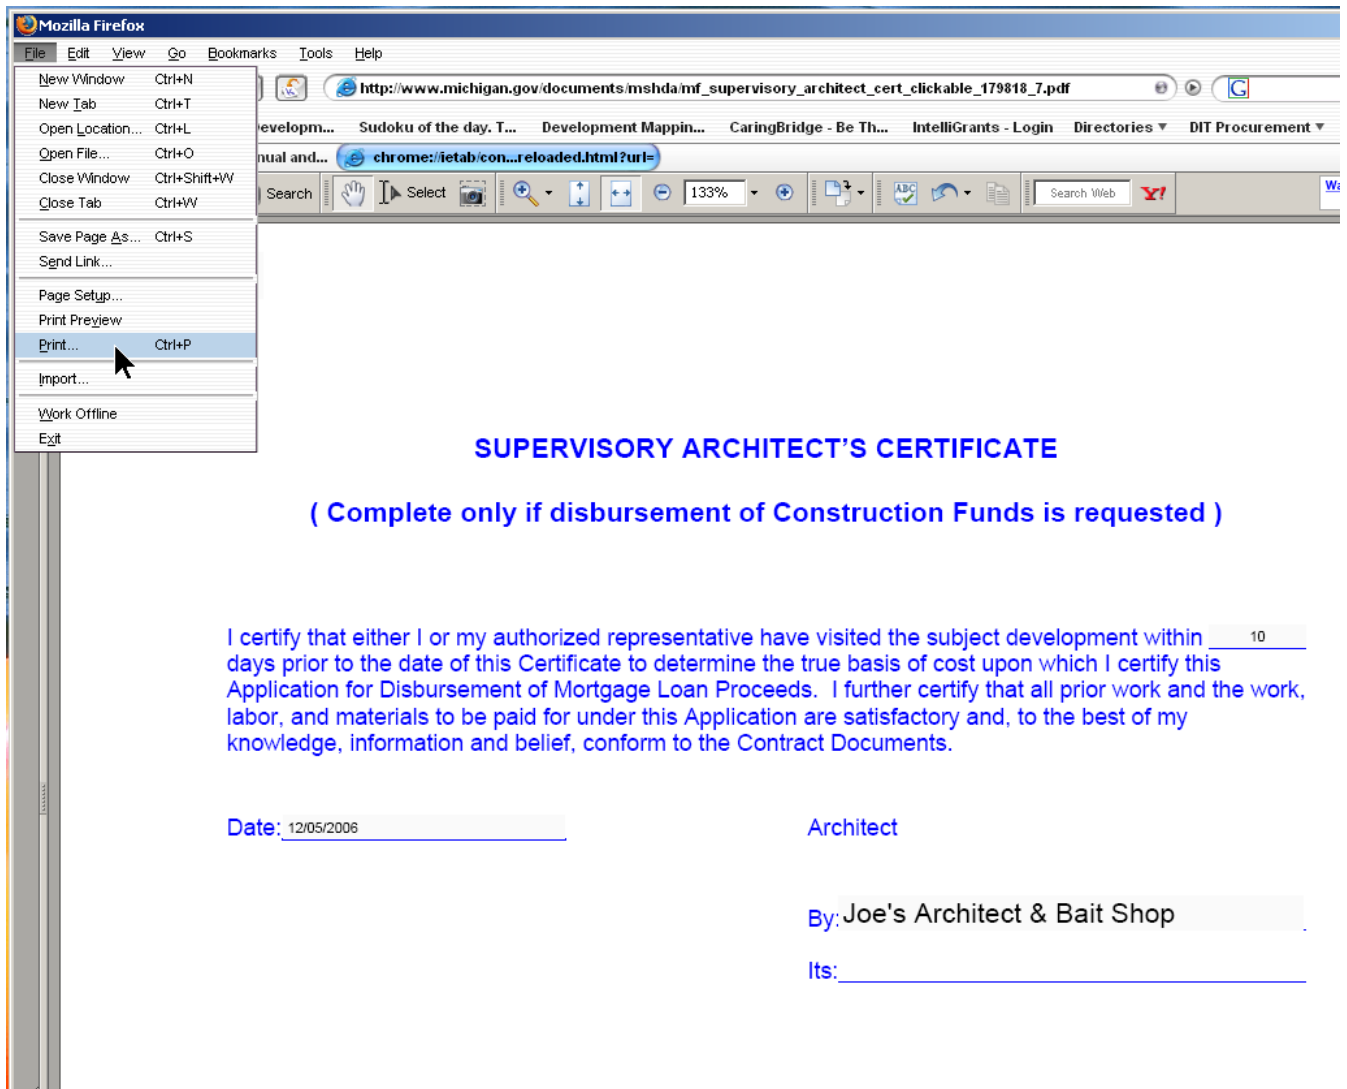 Mozilla Firefox
File Edit View Go Bookmarks Tools Help
New Window Ctrl+N
New Tab Ctrl+T
Open Location... Ctrl+L
Open File... Ctrl+O
Close Window Ctrl+Shift+W
Close Tab Ctrl+W
Save Page As... Ctrl+S
Send Link...
Page Setup...
Print Preview
Print... Ctrl+P
Import...
Work Offline
Exit
http://www.michigan.gov/documents/mshda/mf_supervisory_architect_cert_clickable_179818_7.pdf G
evelopm... Sudoku of the day. T... Development Mappin... CaringBridge - Be Th... IntelliGrants - Login Directories DIT Procurement
nual and... chrome://ietab/con...reloaded.html?url=
Search Select 133% ABC Search Web Y! Wa
SUPERVISORY ARCHITECT'S CERTIFICATE
( Complete only if disbursement of Construction Funds is requested )
I certify that either I or my authorized representative have visited the subject development within 10
days prior to the date of this Certificate to determine the true basis of cost upon which I certify this
Application for Disbursement of Mortgage Loan Proceeds. I further certify that all prior work and the work,
labor, and materials to be paid for under this Application are satisfactory and, to the best of my
knowledge, information and belief, conform to the Contract Documents.
Date: 12/05/2006 Architect
By: Joe's Architect & Bait Shop
Its: